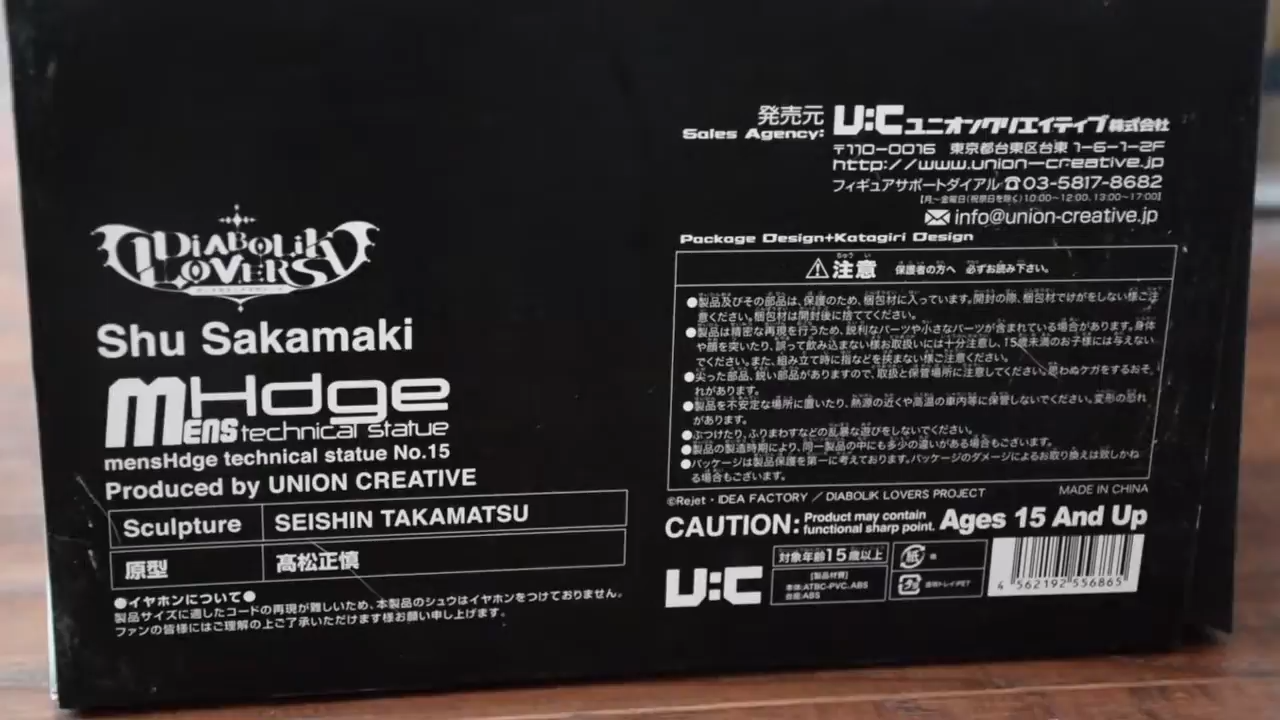 DiABOLiK
LOVERS
Shu Sakamaki
mensHdge
technical statue
mensHdge technical statue No.15
Produced by UNION CREATIVE
Sculpture SEISHIN TAKAMATSU
原型 髙松正慎
●イヤホンについて●
製品サイズに適したコードの再現が難しいため、本製品のシュウはイヤホンをつけておりません。
ファンの皆様にはご理解の上ご了承いただけます様お願い申し上げます。
発売元
Sales Agency: U:C ユニオンクリエイティブ株式会社
〒110-0016 東京都台東区台東 1-6-1-2F
http://www.union-creative.jp
フィギュアサポートダイアル ☎03-5817-8682
[月~金曜日(祝祭日を除く)10:00~12:00、13:00~17:00]
info@union-creative.jp
Package Design+Katagiri Design
注意 保護者の方へ 必ずお読み下さい。
●製品及びその部品は、保護のため、梱包材に入っています。開封の際、梱包材でけがをしない様ご注
意ください。梱包材は開封後に捨ててください。
●製品は精密な再現を行うため、鋭利なパーツや小さなパーツが含まれている場合があります。身体
や顔を突いたり、誤って飲み込まない様お取扱いには十分注意し、15歳未満のお子様には与えない
でください。また、組み立て時に指などを挟まない様ご注意ください。
●尖った部品、鋭い部品がありますので、取扱と保管場所に注意してください。思わぬケガをするおそ
れがあります。
●製品を不安定な場所に置いたり、熱源の近くや高温の車内等に保管しないでください。変形の恐れ
があります。
●ぶつけたり、ふりまわすなどの乱暴な遊びをしないでください。
●製品の製造時期により、同一製品の中にも多少の違いがある場合もございます。
●パッケージは製品保護を第一に考えております。パッケージのダメージによるお取り換えは致しかね
る場合もございます。
©Rejet・IDEA FACTORY／DIABOLIK LOVERS PROJECT MADE IN CHINA
CAUTION: Product may contain functional sharp point. Ages 15 And Up
U:C
対象年齢15歳以上
[製品材質]
本体:ATBC-PVC、ABS
台座:ABS
紙 箱
プラ 透明トレイPET
4 562192 556865